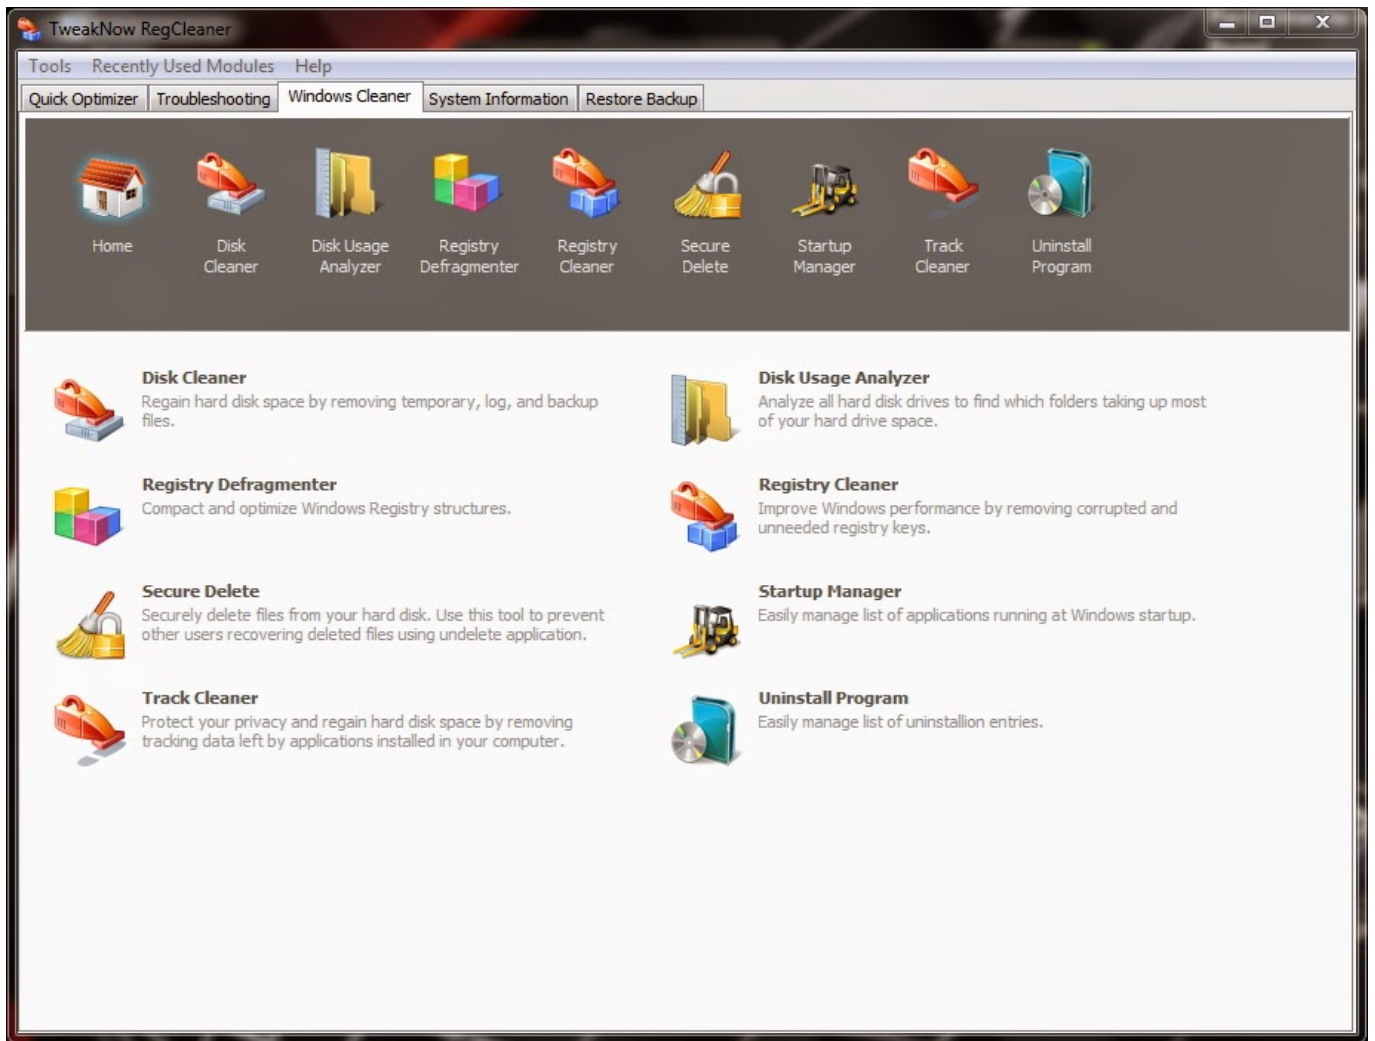 TweakNow RegCleaner
Tools Recently Used Modules Help
Quick Optimizer Troubleshooting Windows Cleaner System Information Restore Backup
Home
Disk
Cleaner
Disk Usage
Analyzer
Registry
Defragmenter
Registry
Cleaner
Secure
Delete
Startup
Manager
Track
Cleaner
Uninstall
Program
Disk Cleaner
Regain hard disk space by removing temporary, log, and backup
files.
Disk Usage Analyzer
Analyze all hard disk drives to find which folders taking up most
of your hard drive space.
Registry Defragmenter
Compact and optimize Windows Registry structures.
Registry Cleaner
Improve Windows performance by removing corrupted and
unneeded registry keys.
Secure Delete
Securely delete files from your hard disk. Use this tool to prevent
other users recovering deleted files using undelete application.
Startup Manager
Easily manage list of applications running at Windows startup.
Track Cleaner
Protect your privacy and regain hard disk space by removing
tracking data left by applications installed in your computer.
Uninstall Program
Easily manage list of uninstallion entries.